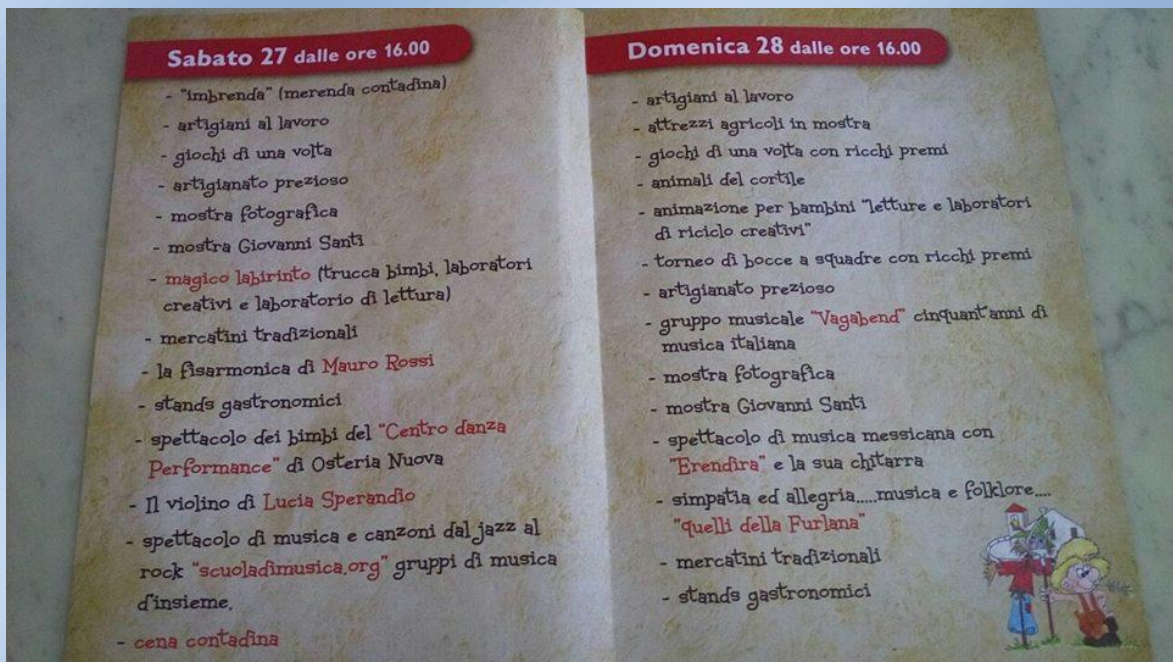 Sabato 27 dalle ore 16.00
- "imbrenda" (merenda contadina)
- artigiani al lavoro
- giochi di una volta
- artigianato prezioso
- mostra fotografica
- mostra Giovanni Santi
- magico labirinto (trucca bimbi, laboratori
creativi e laboratorio di lettura)
- mercatini tradizionali
- la fisarmonica di Mauro Rossi
- stands gastronomici
- spettacolo dei bimbi del "Centro danza
Performance" di Osteria Nuova
- Il violino di Lucia Sperandio
- spettacolo di musica e canzoni dal jazz al
rock "scuoladimusica.org" gruppi di musica
d'insieme.
- cena contadina
Domenica 28 dalle ore 16.00
- artigiani al lavoro
- attrezzi agricoli in mostra
- giochi di una volta con ricchi premi
- animali del cortile
- animazione per bambini "letture e laboratori
di riciclo creativi"
- torneo di bocce a squadre con ricchi premi
- artigianato prezioso
- gruppo musicale "Vagabend" cinquant'anni di
musica italiana
- mostra fotografica
- mostra Giovanni Santi
- spettacolo di musica messicana con
"Erendira" e la sua chitarra
- simpatia ed allegria.....musica e folklore....
"quelli della Furlana"
- mercatini tradizionali
- stands gastronomici